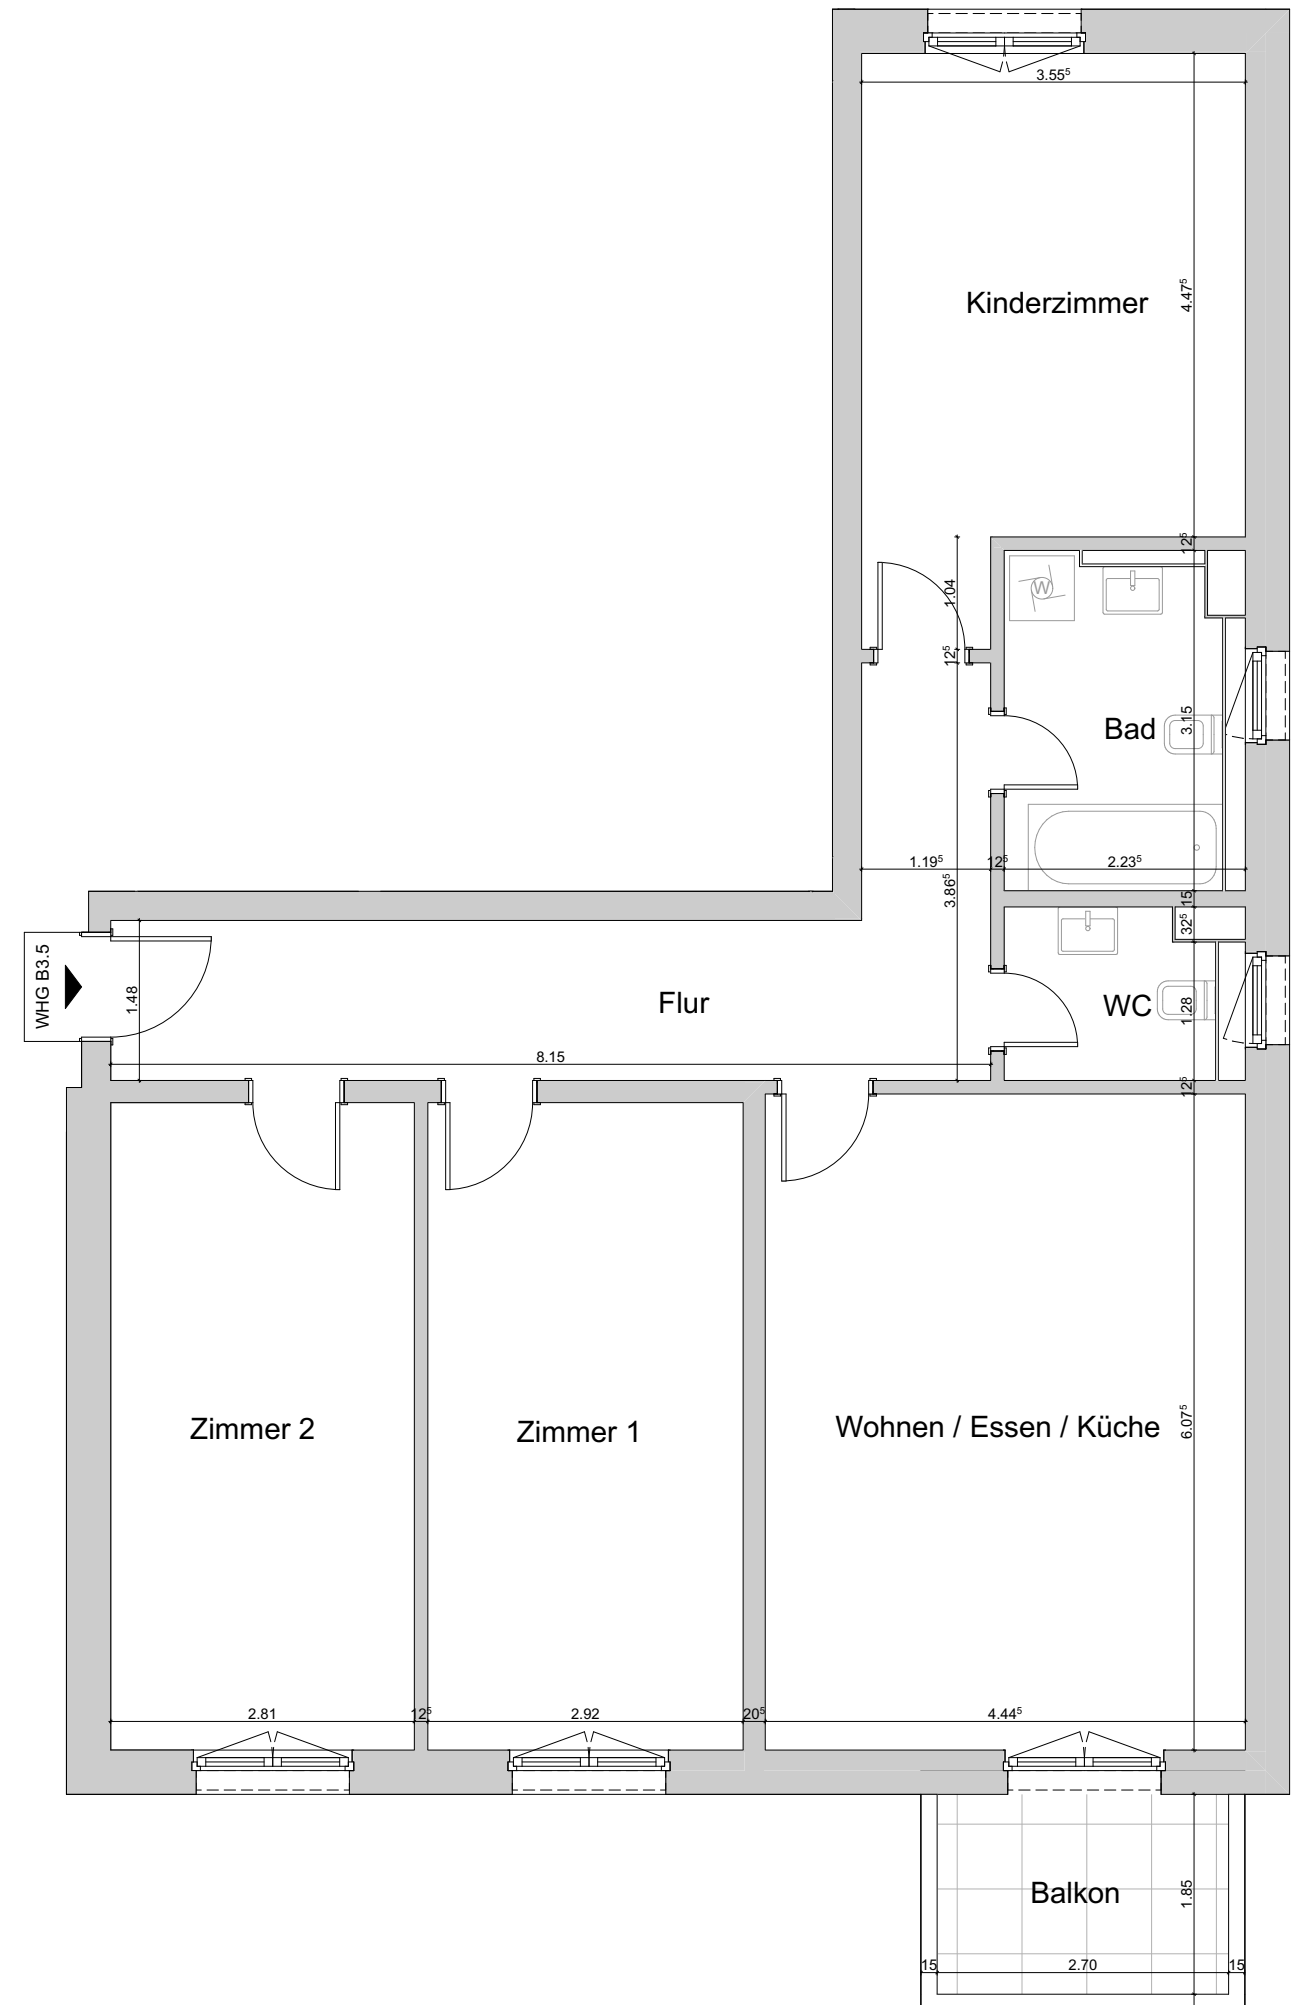 3.55⁵
Kinderzimmer
4.47⁵
12⁵
1.04
W
12⁵
Bad
3.15
1.19⁵
12⁵
2.23⁵
3.86⁵
15
32⁵
WHG B3.5
1.48
Flur
WC
1.28
8.15
12⁵
Zimmer 2
Zimmer 1
Wohnen / Essen / Küche
6.07⁵
2.81
12⁵
2.92
20⁵
4.44⁵
Balkon
1.85
15
2.70
15